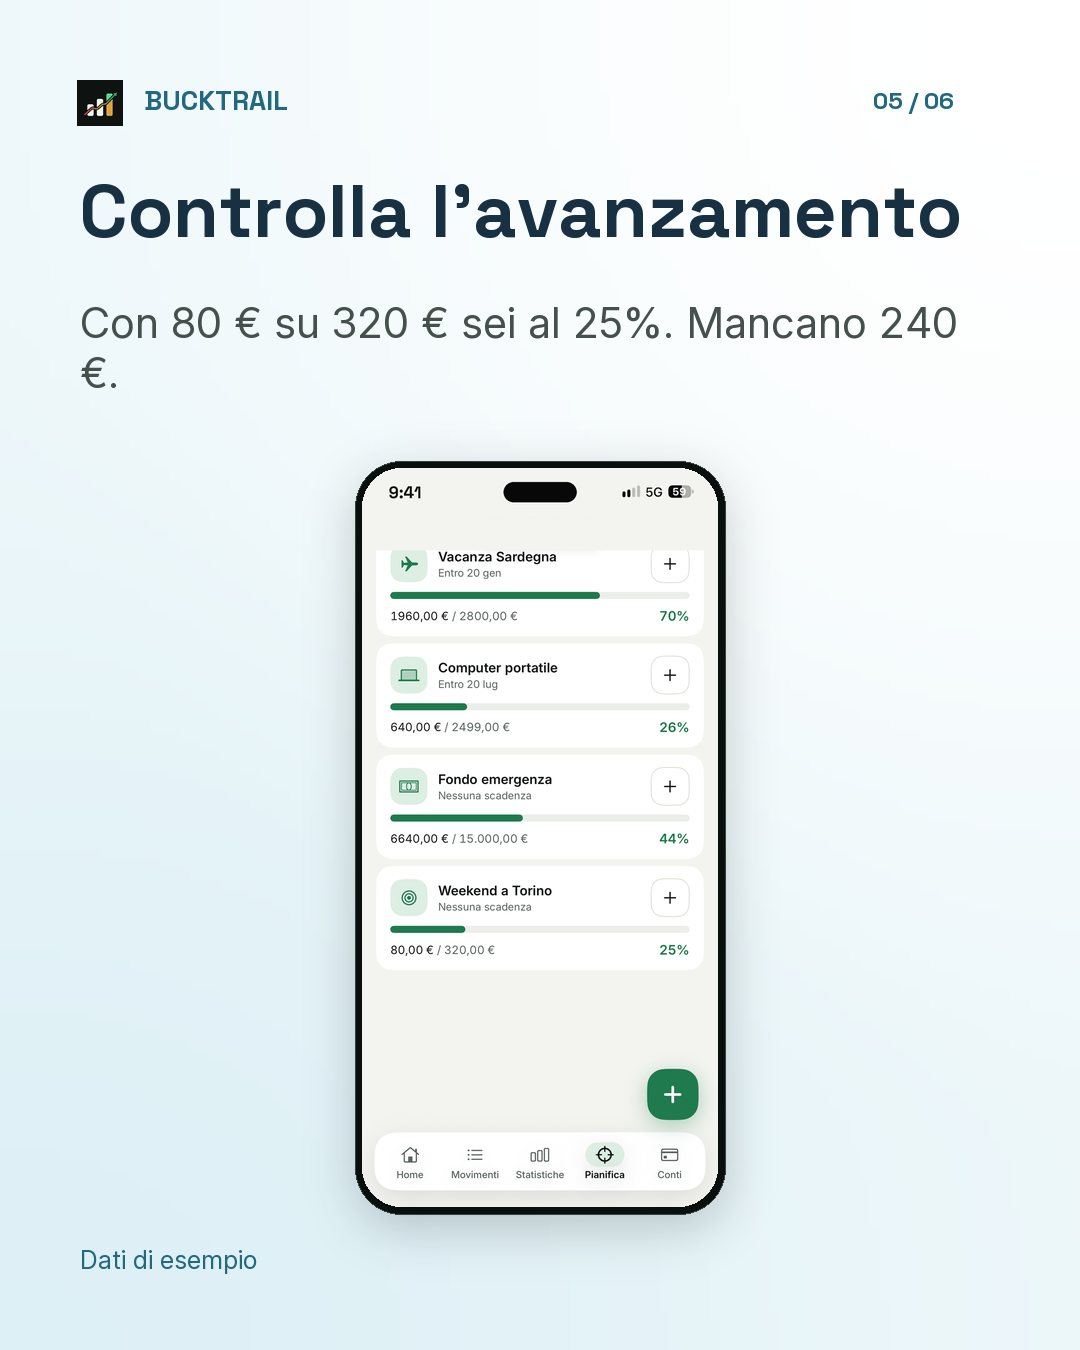 BUCKTRAIL
05 / 06
Controlla l’avanzamento
Con 80 € su 320 € sei al 25%. Mancano 240
€.
9:41
5G 59
Vacanza Sardegna
Entro 20 gen
1960,00 € / 2800,00 €
70%
Computer portatile
Entro 20 lug
640,00 € / 2499,00 €
26%
Fondo emergenza
Nessuna scadenza
6640,00 € / 15.000,00 €
44%
Weekend a Torino
Nessuna scadenza
80,00 € / 320,00 €
25%
Home Movimenti Statistiche Pianifica Conti
Dati di esempio